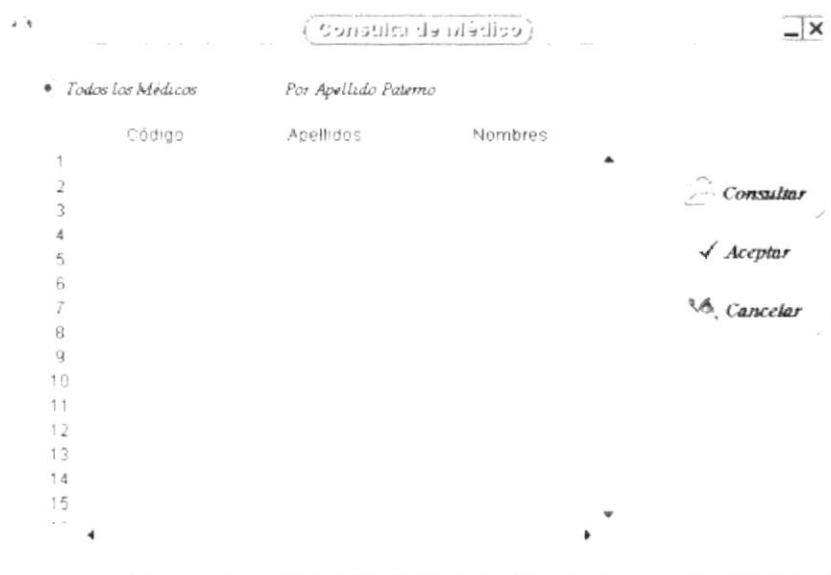 Consulta de Médico
Todos los Médicos Por Apellido Paterno
Código Apellidos Nombres
1
2
3
4
5
6
7
8
9
10
11
12
13
14
15
Consultar
Aceptar
Cancelar